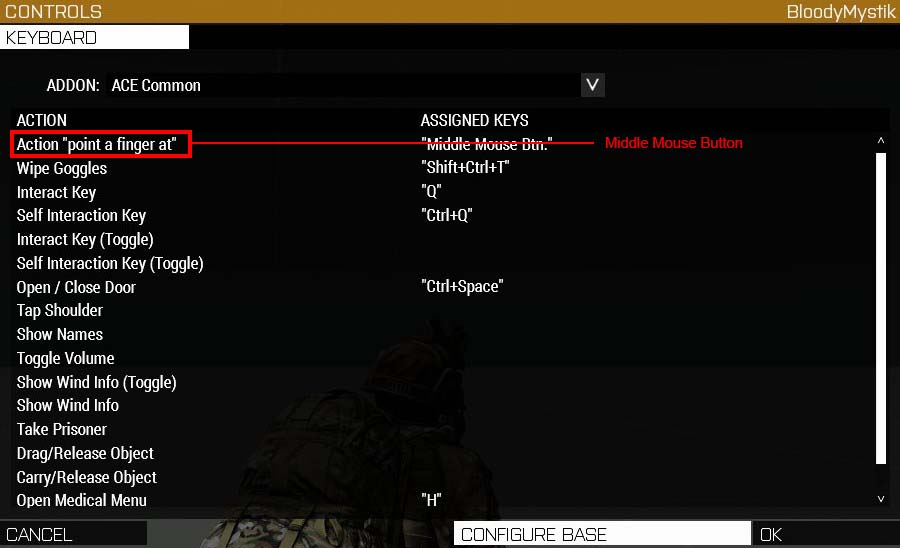 CONTROLS BloodyMystik
KEYBOARD
ADDON: ACE Common V
ACTION ASSIGNED KEYS
Action "point a finger at" "Middle Mouse Btn." Middle Mouse Button
Wipe Goggles "Shift+Ctrl+T"
Interact Key "Q"
Self Interaction Key "Ctrl+Q"
Interact Key (Toggle)
Self Interaction Key (Toggle)
Open / Close Door "Ctrl+Space"
Tap Shoulder
Show Names
Toggle Volume
Show Wind Info (Toggle)
Show Wind Info
Take Prisoner
Drag/Release Object
Carry/Release Object
Open Medical Menu "H"
CANCEL CONFIGURE BASE OK